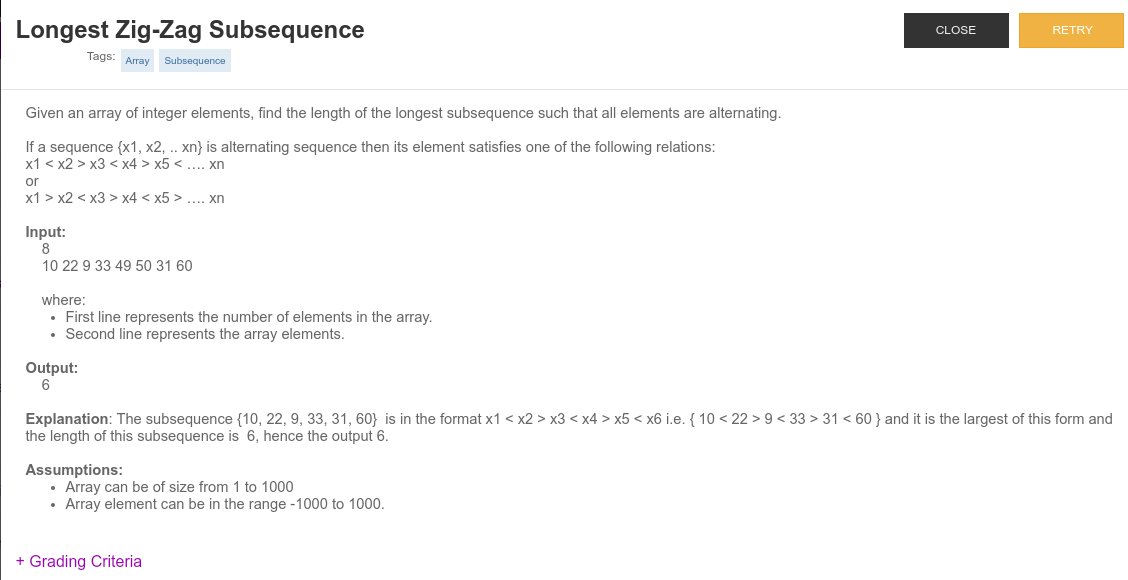 Longest Zig-Zag Subsequence
CLOSE
RETRY
Tags: Array Subsequence
Given an array of integer elements, find the length of the longest subsequence such that all elements are alternating.
If a sequence {x1, x2, .. xn} is alternating sequence then its element satisfies one of the following relations:
x1 < x2 > x3 < x4 > x5 < …. xn
or
x1 > x2 < x3 > x4 < x5 > …. xn
Input:
8
10 22 9 33 49 50 31 60
where:
• First line represents the number of elements in the array.
• Second line represents the array elements.
Output:
6
Explanation: The subsequence {10, 22, 9, 33, 31, 60}  is in the format x1 < x2 > x3 < x4 > x5 < x6 i.e. { 10 < 22 > 9 < 33 > 31 < 60 } and it is the largest of this form and
the length of this subsequence is  6, hence the output 6.
Assumptions:
• Array can be of size from 1 to 1000
• Array element can be in the range -1000 to 1000.
+ Grading Criteria